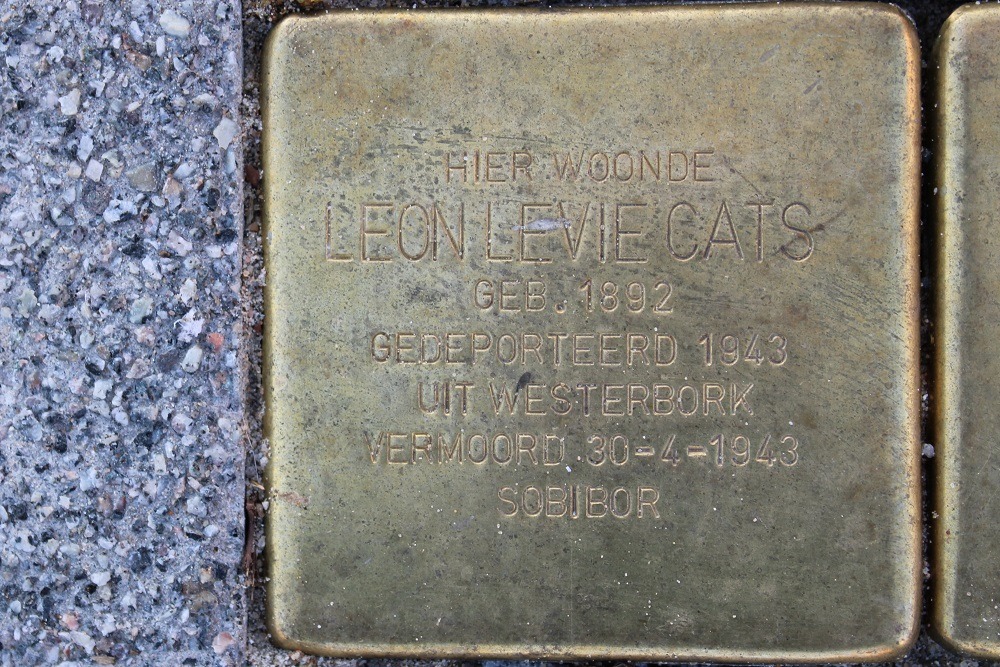 HIER WOONDE
LEON LEVIE CATS
GEB. 1892
GEDEPORTEERD 1943
UIT WESTERBORK
VERMOORD 30-4-1943
SOBIBOR